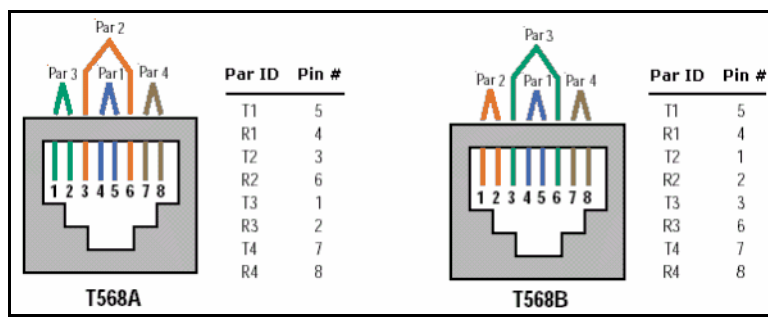 Par 2
Par 3 Par1 Par 4
1 2 3 4 5 6 7 8
T568A
Par ID Pin #
T1 5
R1 4
T2 3
R2 6
T3 1
R3 2
T4 7
R4 8
Par 3
Par 2 Par 1 Par 4
1 2 3 4 5 6 7 8
T568B
Par ID Pin #
T1 5
R1 4
T2 1
R2 2
T3 3
R3 6
T4 7
R4 8